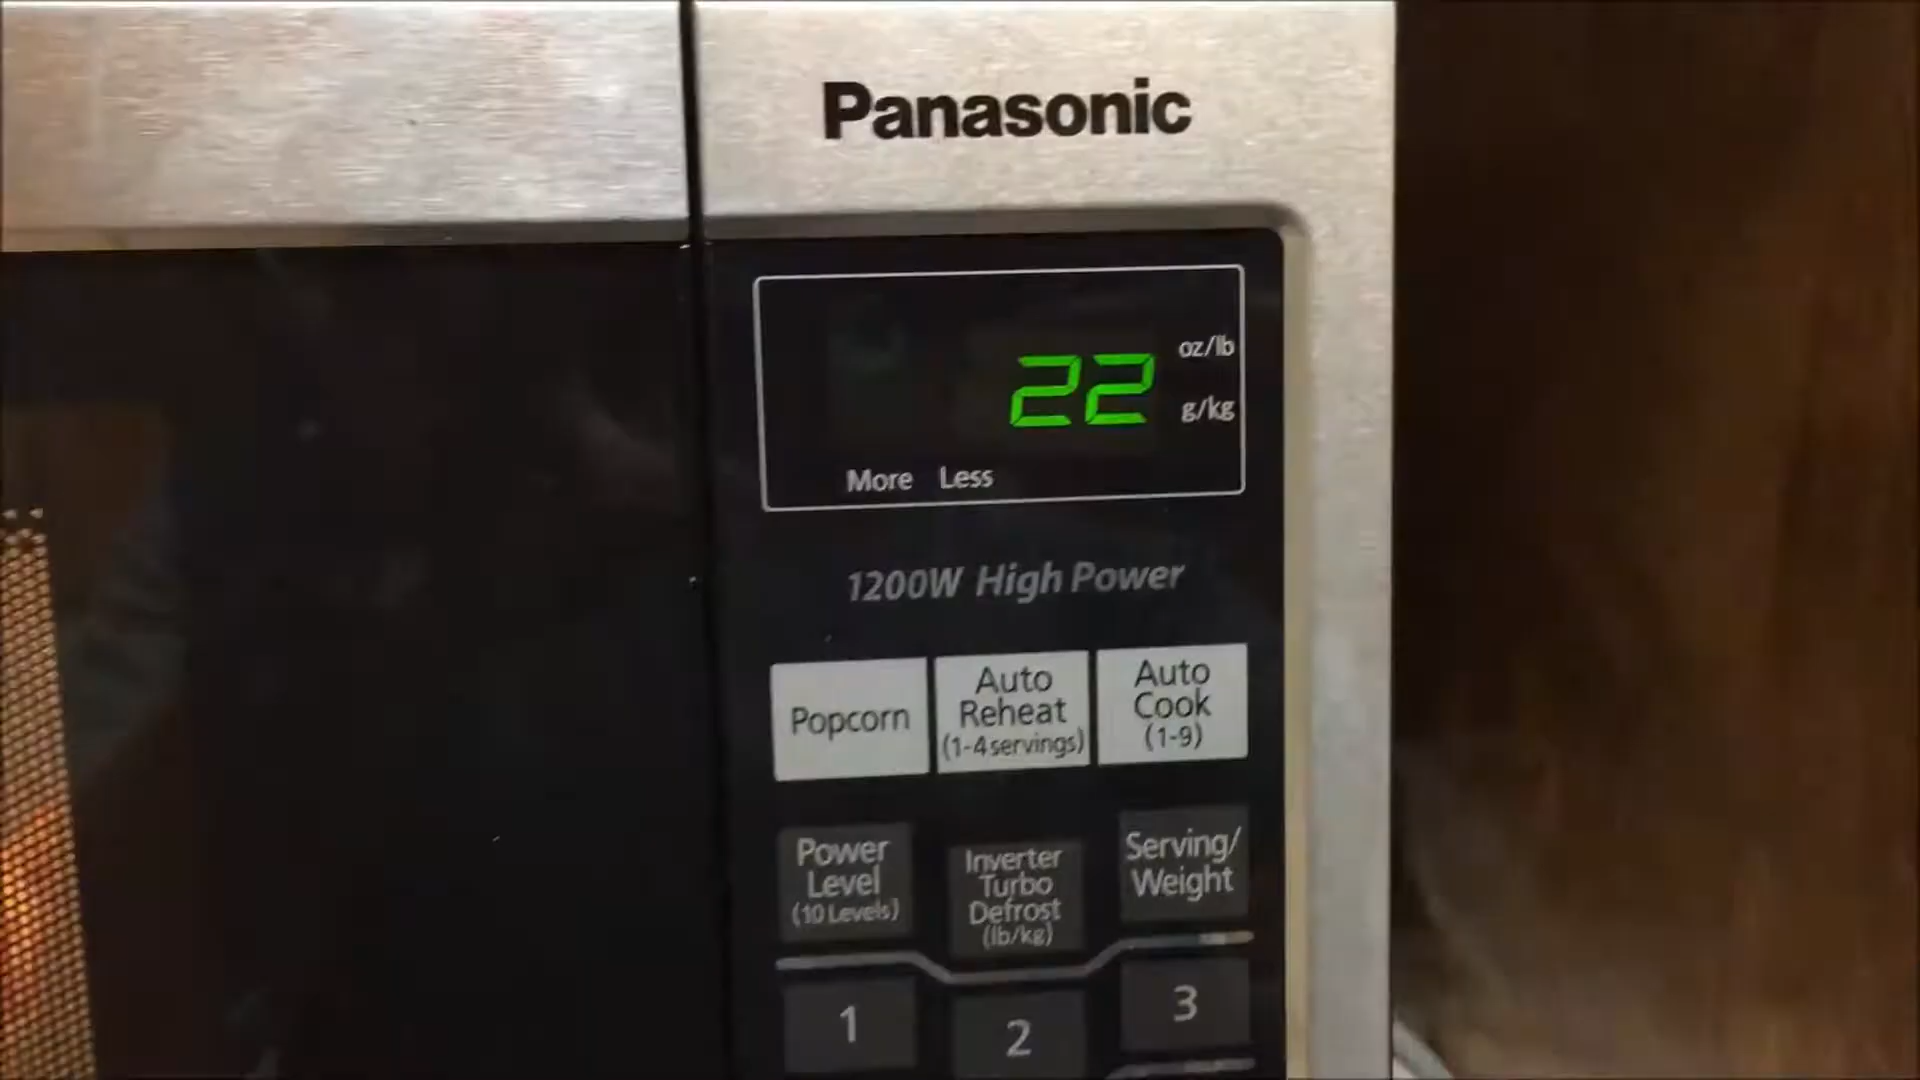 Panasonic
22
oz/lb
g/kg
More Less
1200W High Power
Popcorn
Auto
Reheat
(1-4 servings)
Auto
Cook
(1-9)
Power
Level
(10 Levels)
Inverter
Turbo
Defrost
(lb/kg)
Serving/
Weight
1
2
3